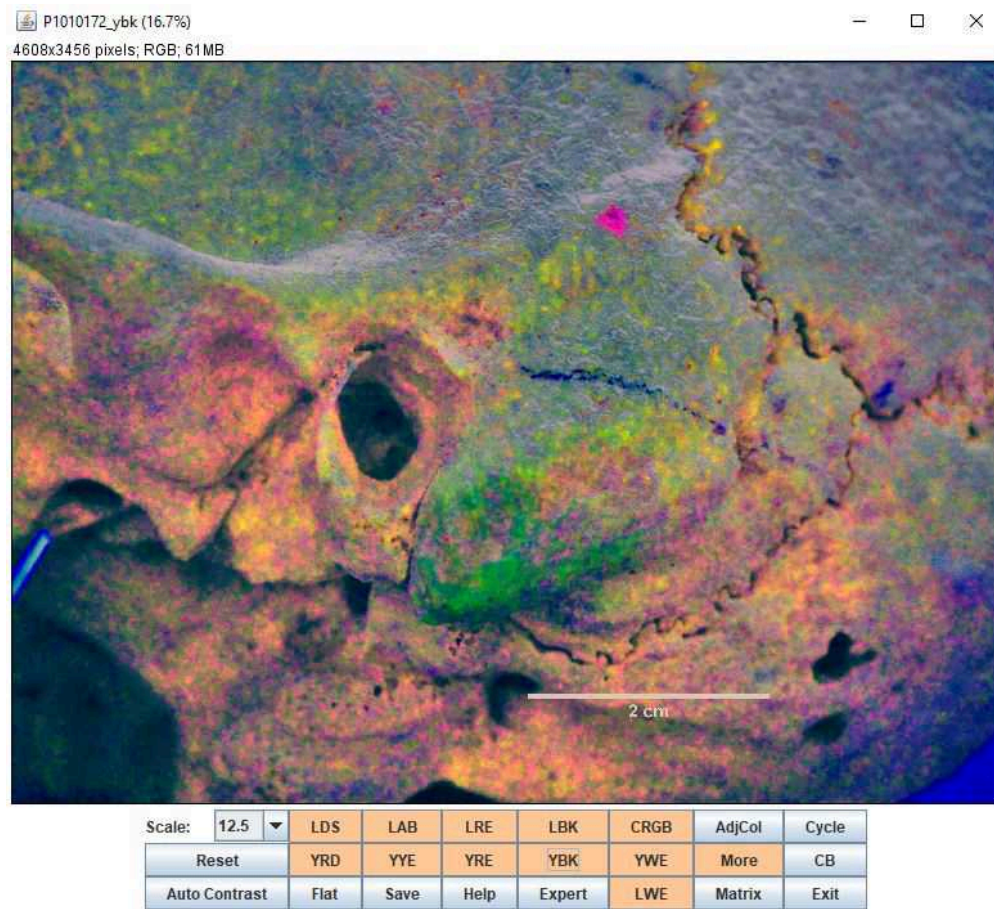 P1010172_ybk (16.7%)
4608x3456 pixels; RGB; 61MB
2 cm
Scale: 12.5 LDS LAB LRE LBK CRGB AdjCol Cycle
Reset YRD YYE YRE YBK YWE More CB
Auto Contrast Flat Save Help Expert LWE Matrix Exit